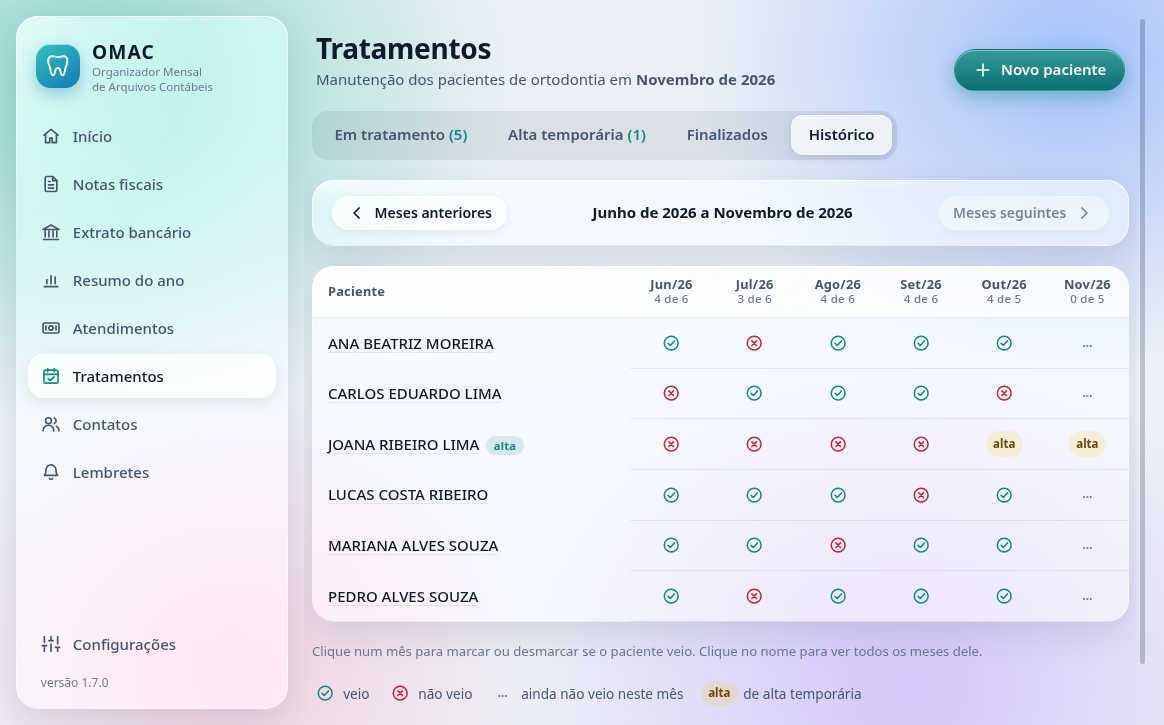 OMAC
Organizador Mensal
de Arquivos Contábeis
Início
Notas fiscais
Extrato bancário
Resumo do ano
Atendimentos
Tratamentos
Contatos
Lembretes
Configurações
versão 1.7.0
Tratamentos
Manutenção dos pacientes de ortodontia em Novembro de 2026
Novo paciente
Em tratamento (5) Alta temporária (1) Finalizados Histórico
Meses anteriores Junho de 2026 a Novembro de 2026 Meses seguintes
Paciente Jun/26 Jul/26 Ago/26 Set/26 Out/26 Nov/26
4 de 6 3 de 6 4 de 6 4 de 6 4 de 5 0 de 5
ANA BEATRIZ MOREIRA ...
CARLOS EDUARDO LIMA ...
JOANA RIBEIRO LIMA alta alta alta
LUCAS COSTA RIBEIRO ...
MARIANA ALVES SOUZA ...
PEDRO ALVES SOUZA ...
Clique num mês para marcar ou desmarcar se o paciente veio. Clique no nome para ver todos os meses dele.
veio não veio ... ainda não veio neste mês alta de alta temporária